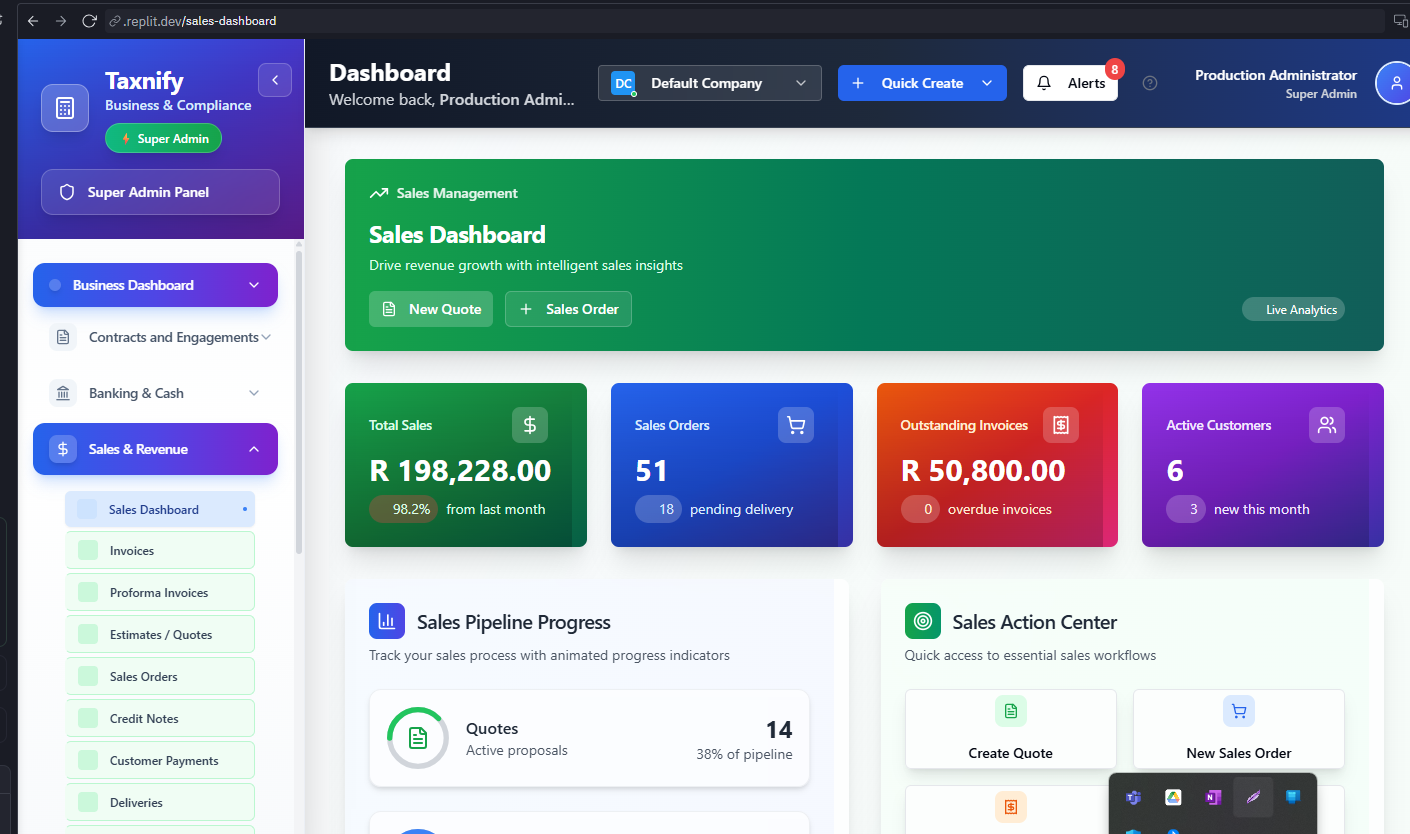 .replit.dev/sales-dashboard
Taxnify
Business & Compliance
Super Admin
Super Admin Panel
Business Dashboard
Contracts and Engagements
Banking & Cash
Sales & Revenue
Sales Dashboard
Invoices
Proforma Invoices
Estimates / Quotes
Sales Orders
Credit Notes
Customer Payments
Deliveries
Dashboard
Welcome back, Production Admi...
DC Default Company
Quick Create
Alerts 8
Production Administrator
Super Admin
Sales Management
Sales Dashboard
Drive revenue growth with intelligent sales insights
New Quote
Sales Order
Live Analytics
Total Sales
R 198,228.00
98.2% from last month
Sales Orders
51
18 pending delivery
Outstanding Invoices
R 50,800.00
0 overdue invoices
Active Customers
6
3 new this month
Sales Pipeline Progress
Track your sales process with animated progress indicators
Quotes
Active proposals
14
38% of pipeline
Sales Action Center
Quick access to essential sales workflows
Create Quote
New Sales Order